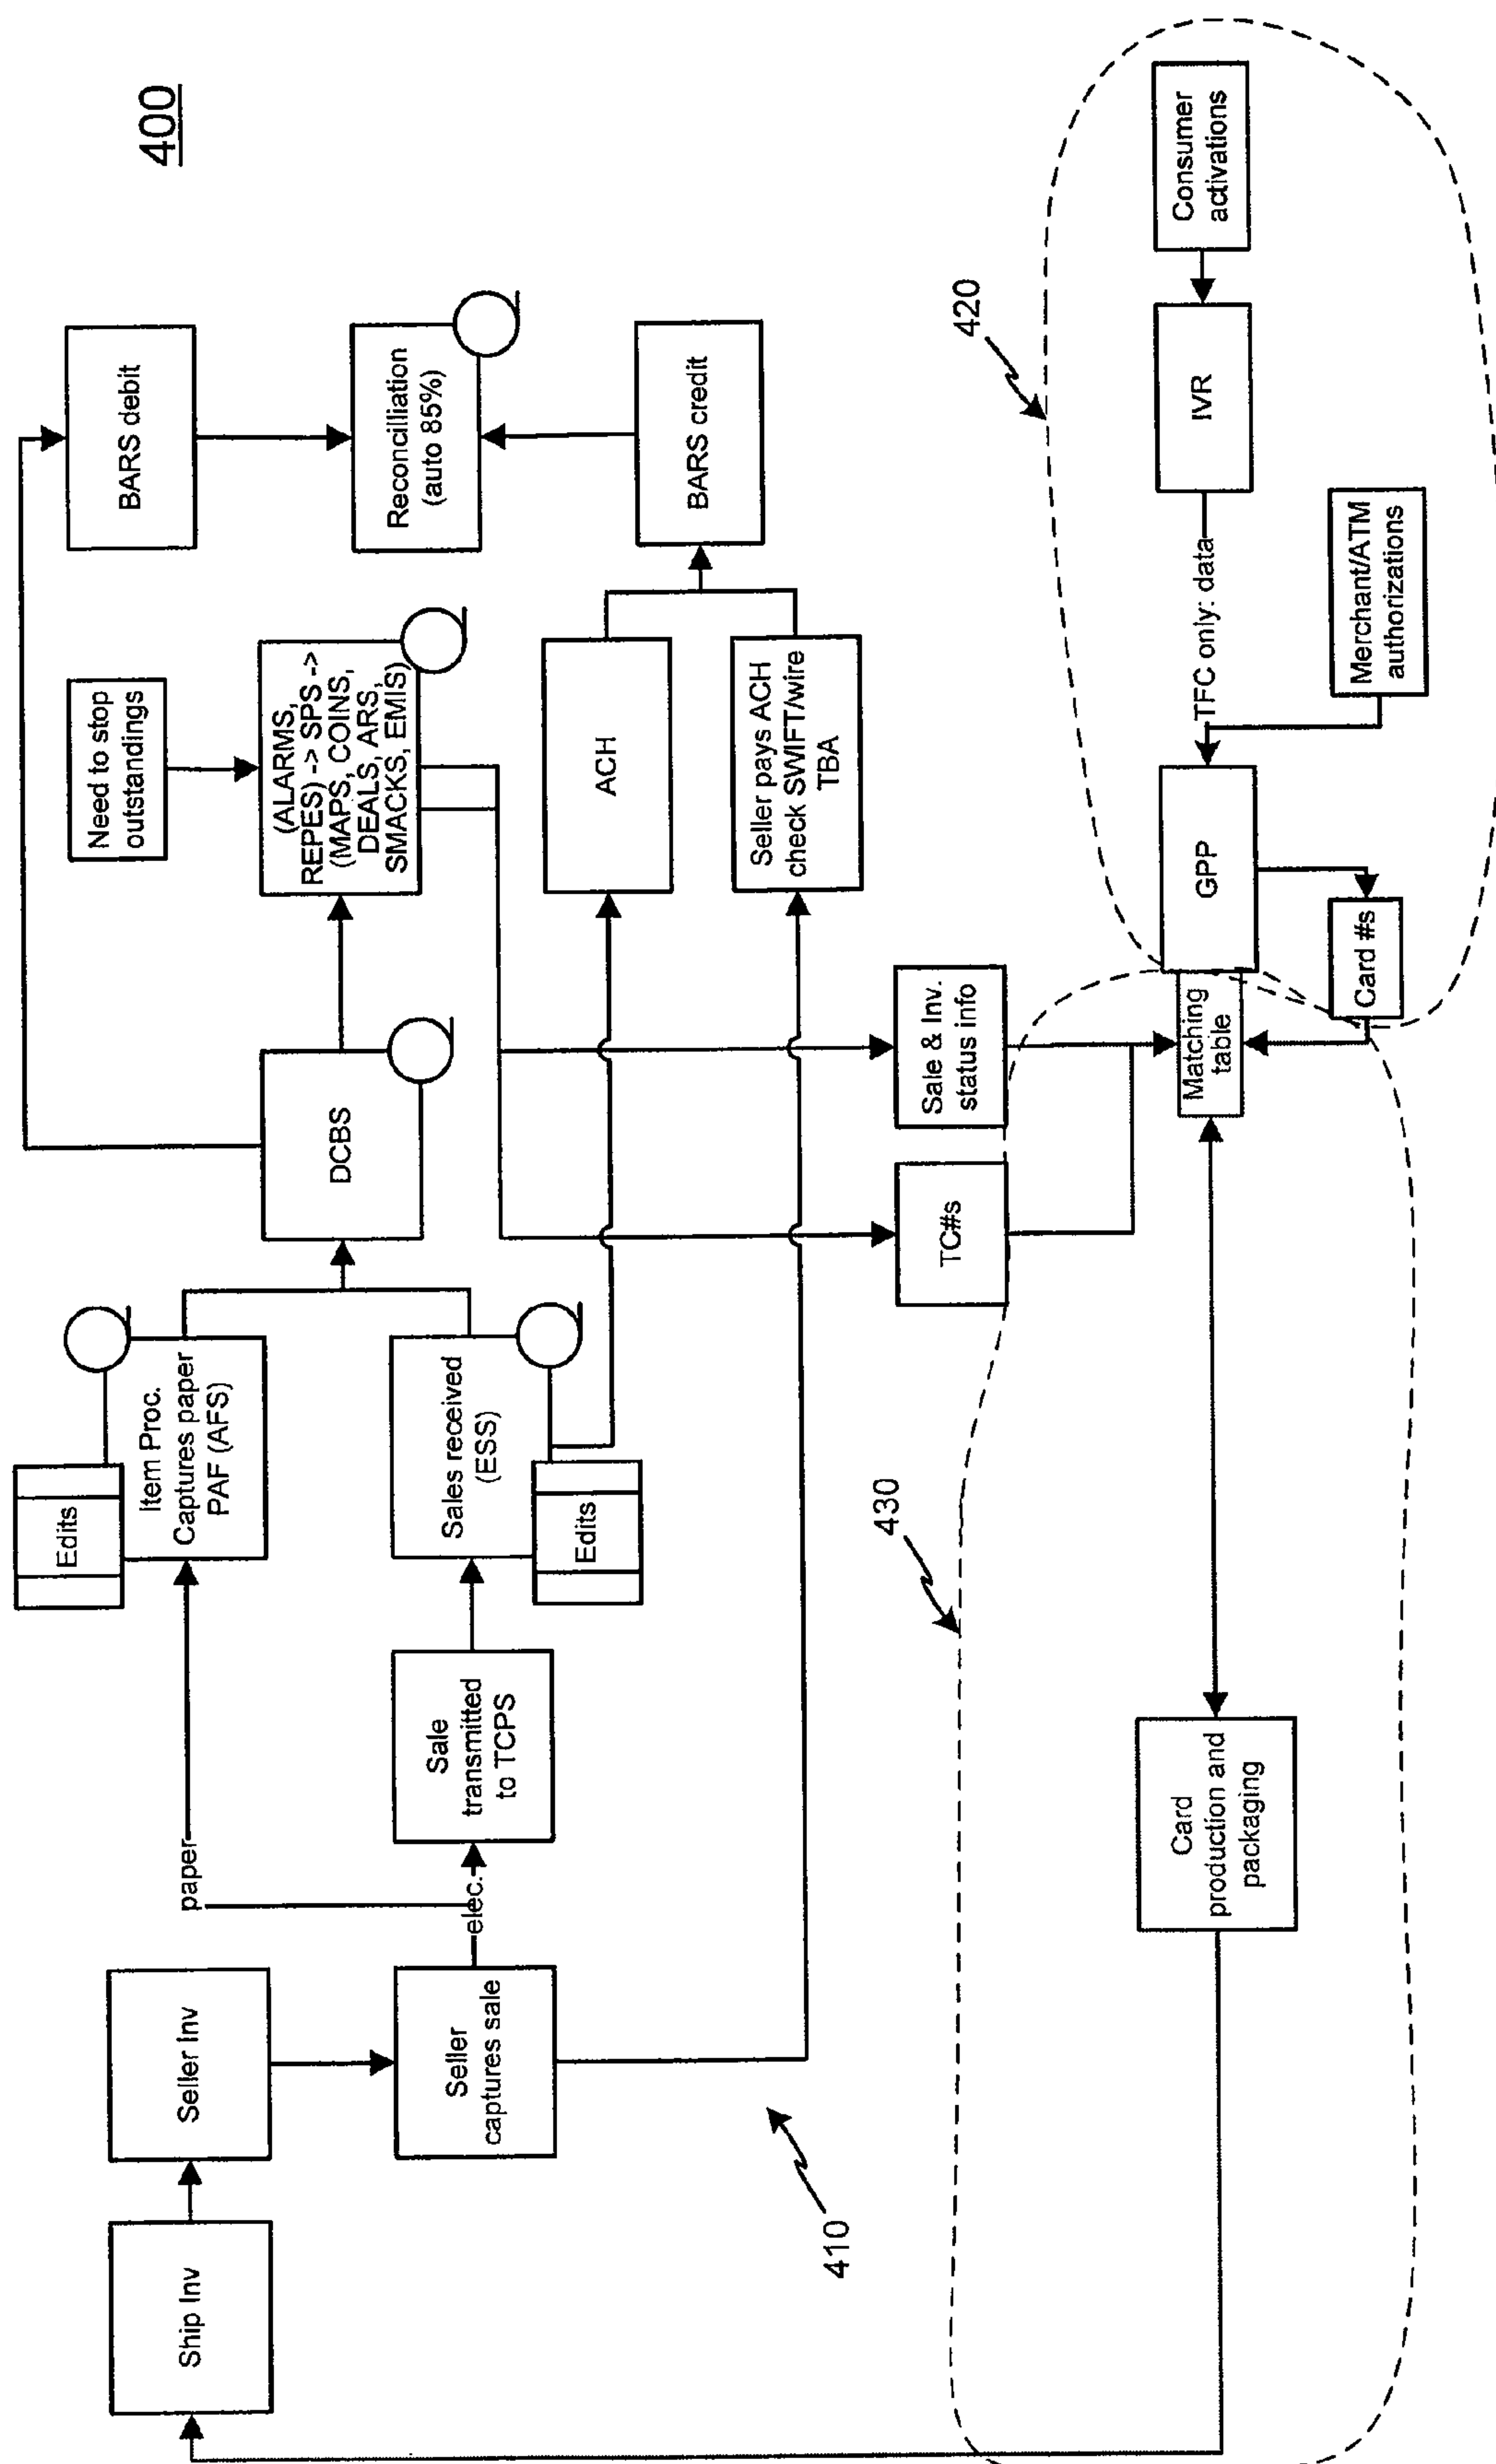 400
Ship Inv
Seller Inv
Seller
captures sale
paper
elec.
Sale
transmitted
to TCPS
Edits
Item Proc.
Captures paper
PAF (AFS)
Sales received
(ESS)
Edits
DCBS
Need to stop
outstandings
(ALARMS,
REPES) -> SPS ->
(MAPS, COINS,
DEALS, ARS,
SMACKS, EMIS)
ACH
Seller pays ACH
check SWIFT/wire
TBA
BARS debit
Reconcilliation
(auto 85%)
BARS credit
410
430
420
TC#s
Sale & Inv.
status info
Card
production and
packaging
Matching
table
GPP
Card #s
TFC only: data
IVR
Consumer
activations
Merchant/ATM
authorizations